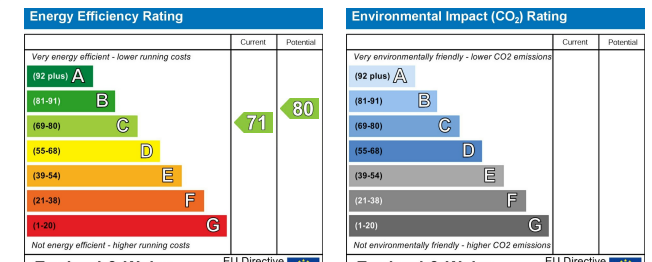 Energy Efficiency Rating
Current Potential
Very energy efficient - lower running costs
(92 plus) A
(81-91) B
(69-80) C
(55-68) D
(39-54) E
(21-38) F
(1-20) G
71
80
Not energy efficient - higher running costs
EU Directive
Environmental Impact (CO₂) Rating
Current Potential
Very environmentally friendly - lower CO2 emissions
(92 plus) A
(81-91) B
(69-80) C
(55-68) D
(39-54) E
(21-38) F
(1-20) G
Not environmentally friendly - higher CO2 emissions
EU Directive